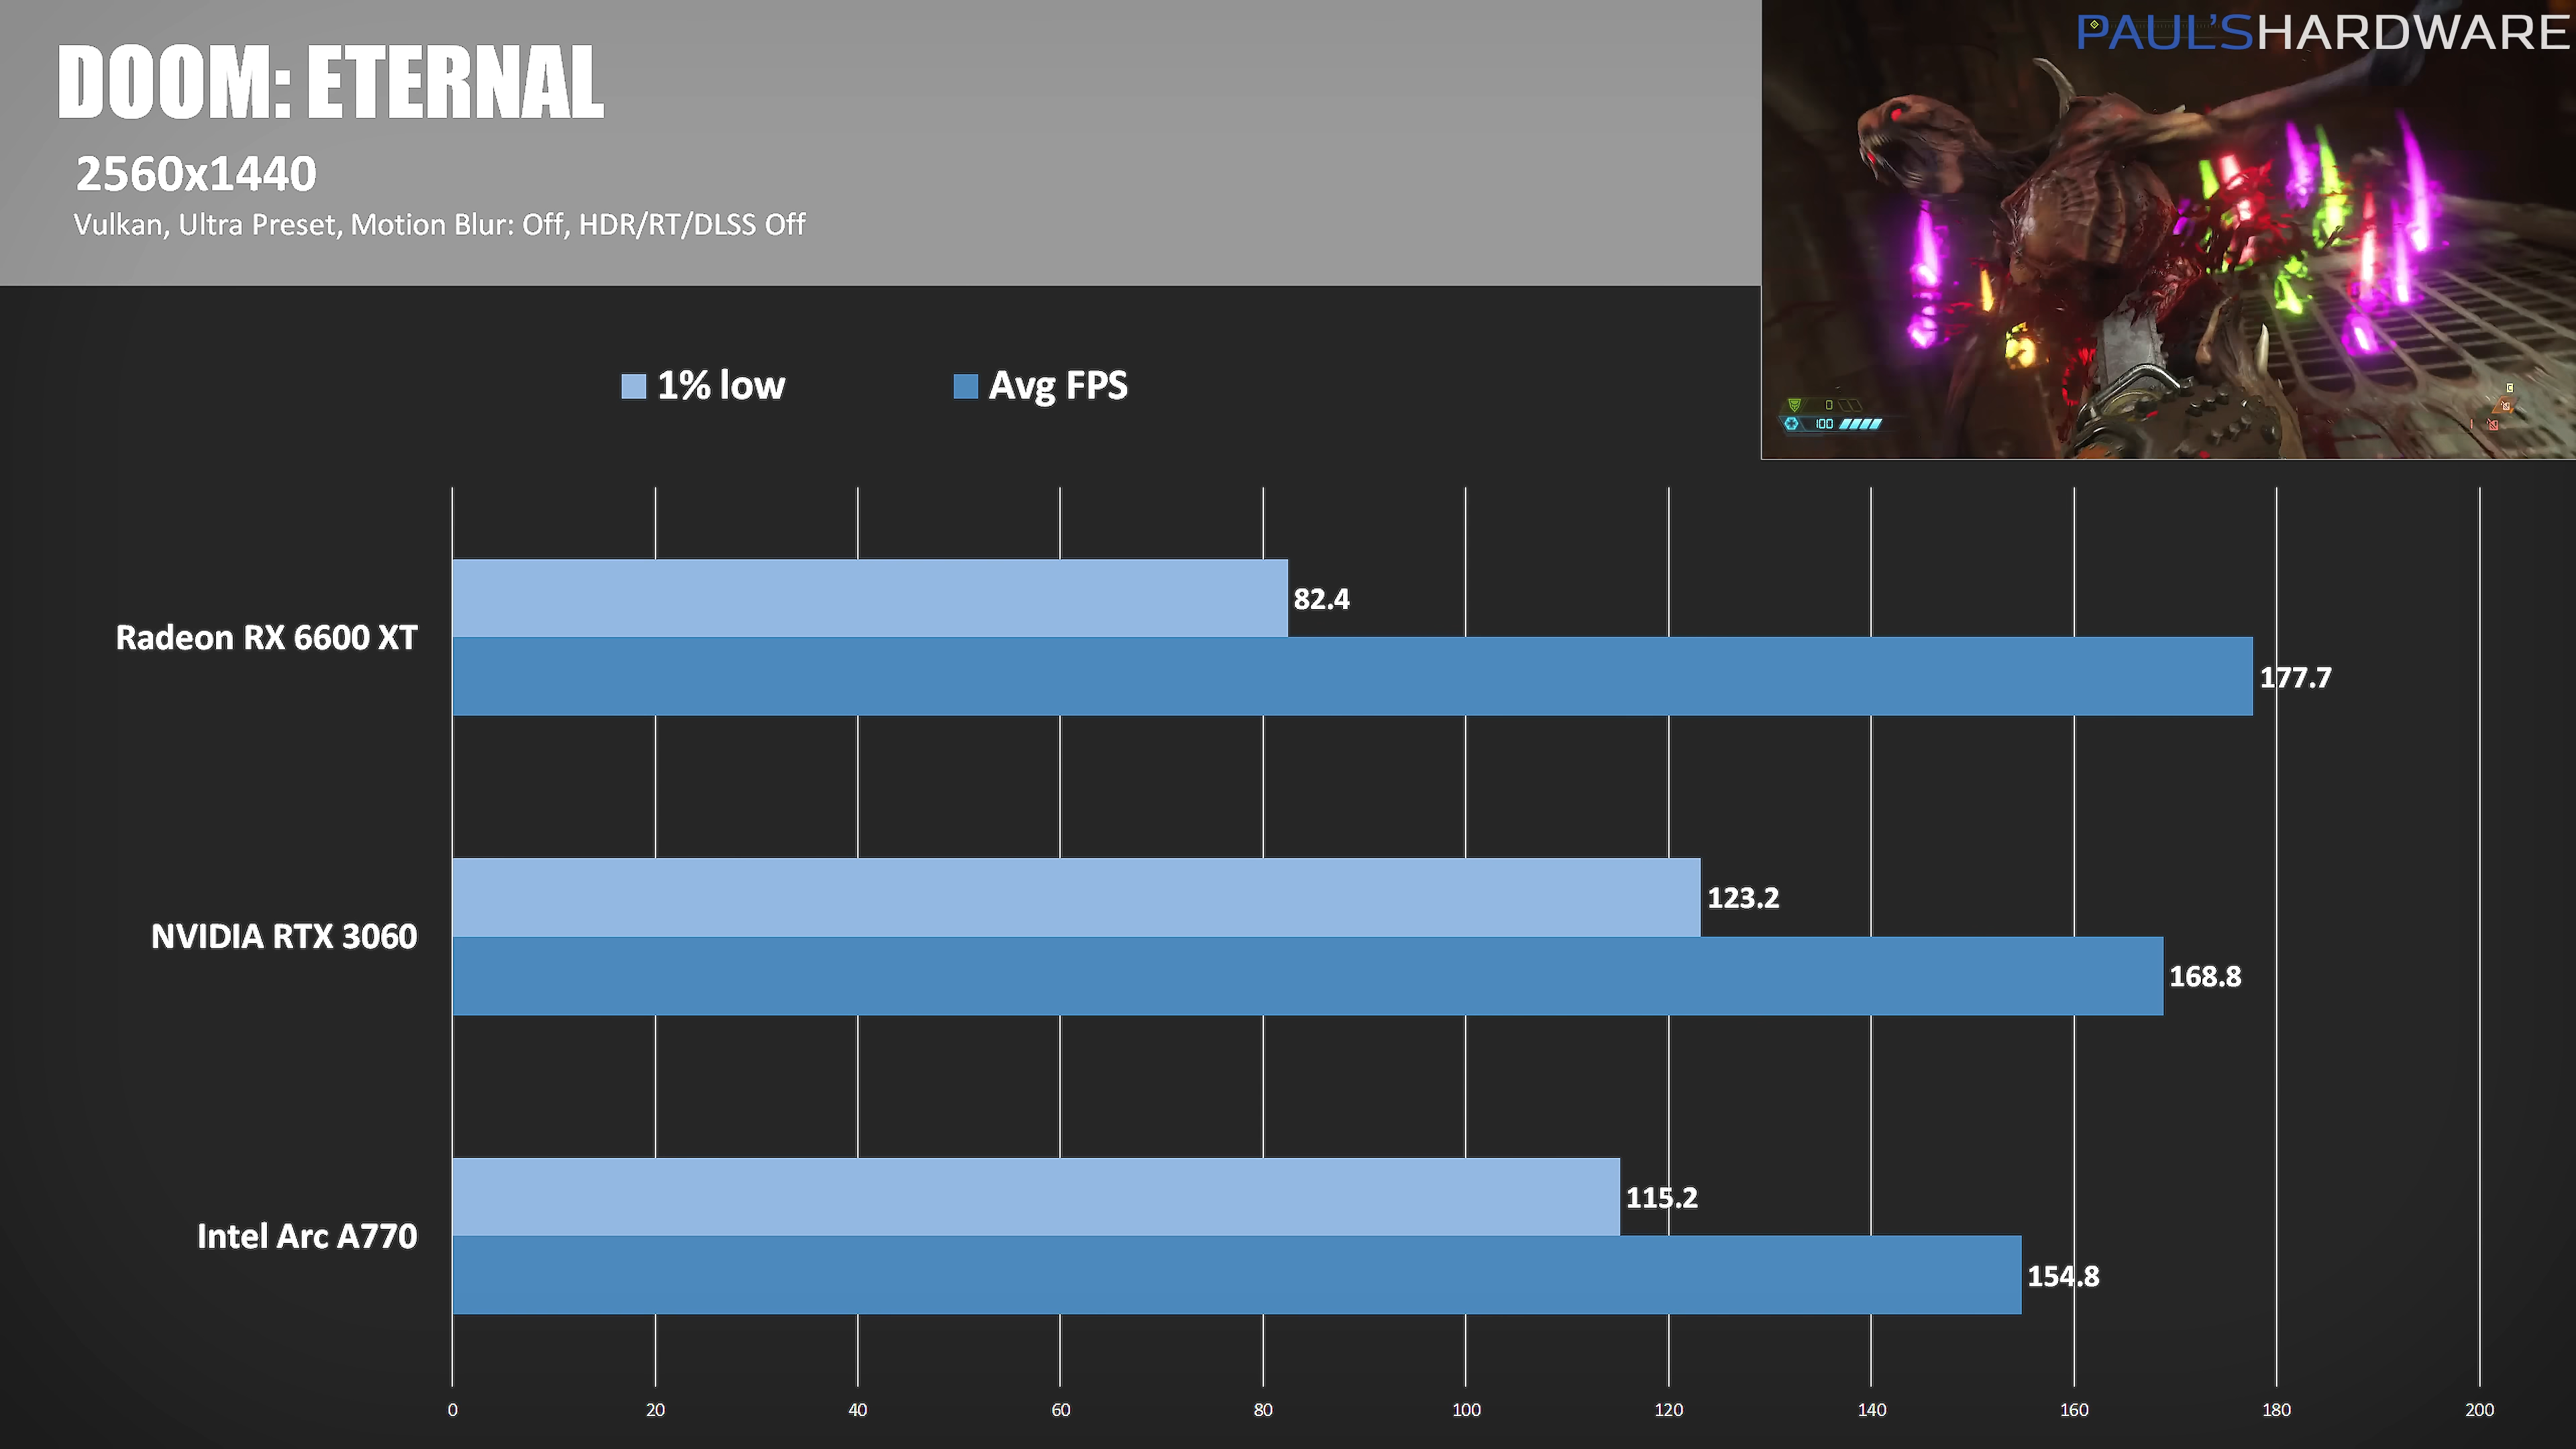 DOOM: ETERNAL
2560x1440
Vulkan, Ultra Preset, Motion Blur: Off, HDR/RT/DLSS Off
PAUL'SHARDWARE
0
100
1% low Avg FPS
Radeon RX 6600 XT
82.4
177.7
NVIDIA RTX 3060
123.2
168.8
Intel Arc A770
115.2
154.8
0 20 40 60 80 100 120 140 160 180 200